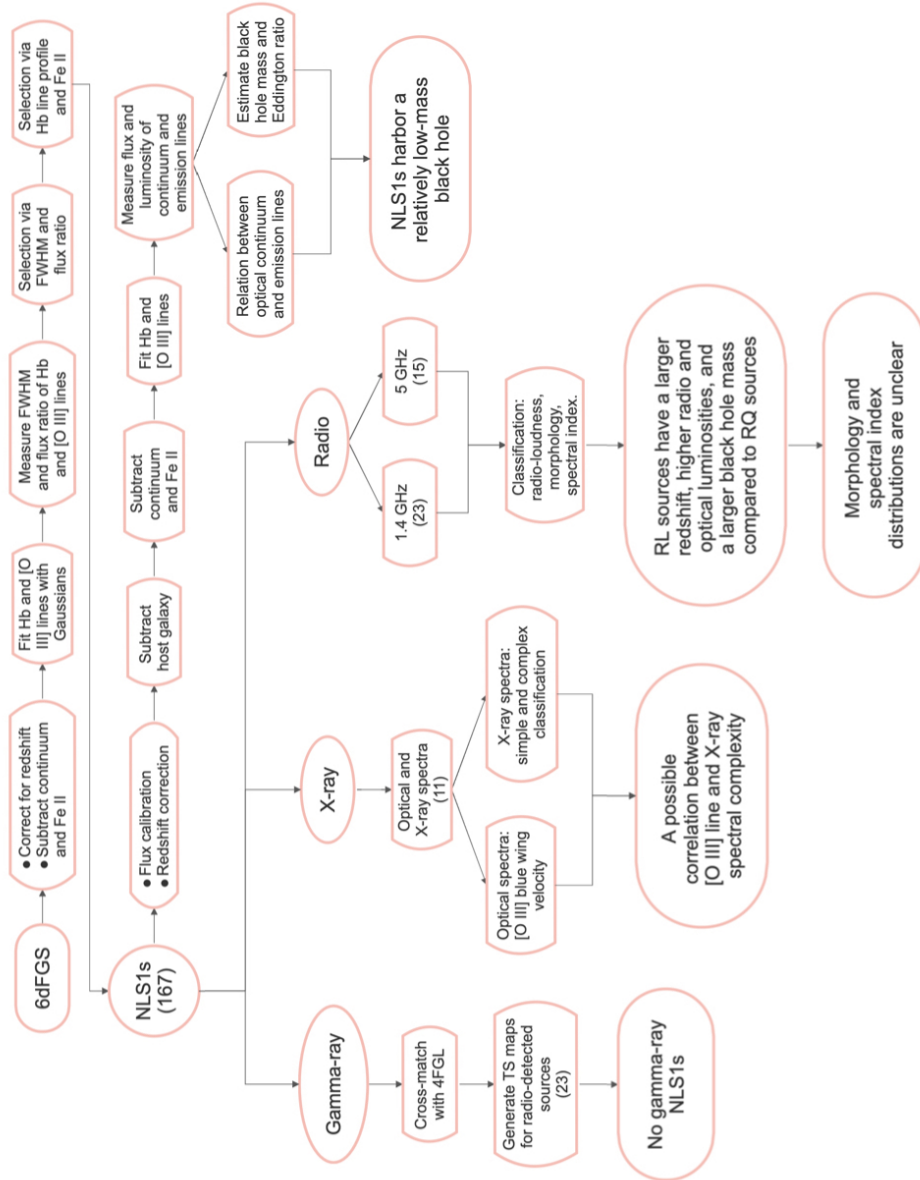 6dFGS
● Correct for redshift
● Subtract continuum
and Fe II
Fit Hb and [O
III] lines with
Gaussians
Measure FWHM
and flux ratio of Hb
and [O III] lines
Selection via
FWHM and
flux ratio
Selection via
Hb line profile
and Fe II
NLS1s
(167)
● Flux calibration
● Redshift correction
Subtract
host galaxy
Subtract
continuum
and Fe II
Fit Hb and
[O III] lines
Measure flux and
luminosity of
continuum and
emission lines
Relation between
optical continuum
and emission lines
Estimate black
hole mass and
Eddington ratio
NLS1s harbor a
relatively low-mass
black hole
Gamma-ray
Cross-match
with 4FGL
Generate TS maps
for radio-detected
sources
(23)
No gamma-ray
NLS1s
X-ray
Optical and
X-ray spectra
(11)
Optical spectra:
[O III] blue wing
velocity
X-ray spectra:
simple and complex
classification
A possible
correlation between
[O III] line and X-ray
spectral complexity
Radio
1.4 GHz
(23)
5 GHz
(15)
Classification:
radio-loudness,
morphology,
spectral index.
RL sources have a larger
redshift, higher radio and
optical luminosities, and
a larger black hole mass
compared to RQ sources
Morphology and
spectral index
distributions are unclear